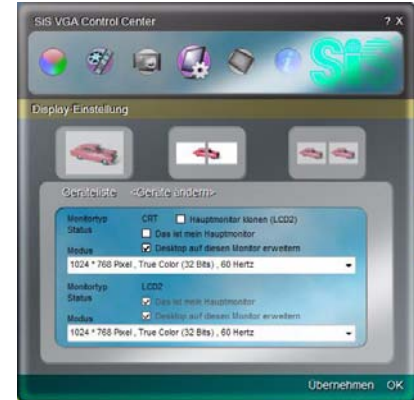 SiS VGA Control Center ? X
SiS
Display-Einstellung
Geräteliste <Geräte ändern>
Monitortyp CRT Hauptmonitor klonen (LCD2)
Status Das ist mein Hauptmonitor
Desktop auf diesen Monitor erweitern
Modus
1024 * 768 Pixel , True Color (32 Bits) , 60 Hertz
Monitortyp LCD2
Status Das ist mein Hauptmonitor
Desktop auf diesen Monitor erweitern
Modus
1024 * 768 Pixel , True Color (32 Bits) , 60 Hertz
Übernehmen OK